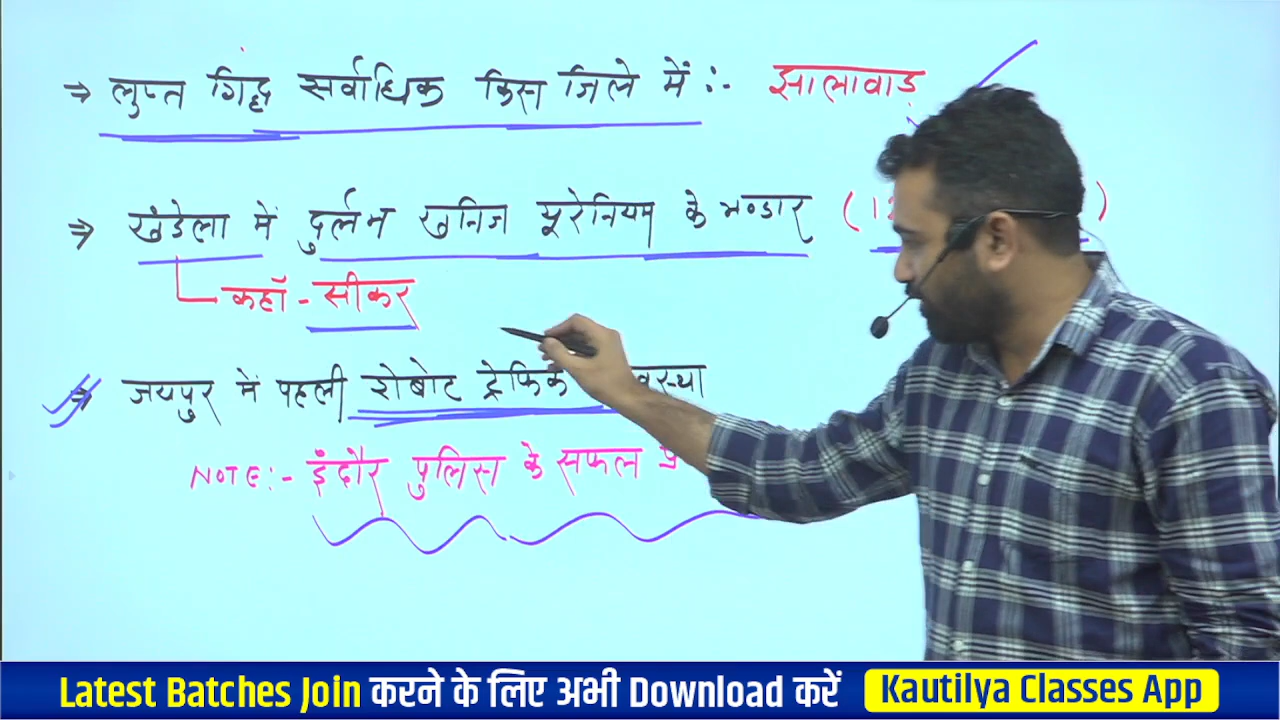 ⇒ लुप्त गिद्ध सर्वाधिक किस जिले में :- झालावाड़
⇒ खंडेला में दुर्लभ खनिज यूरेनियम के भण्डार ( )
कहाँ - सीकर
⇒ जयपुर में पहली रोबोट ट्रेफिक
NOTE:- इंदौर पुलिस के सफल
Latest Batches Join करने के लिए अभी Download करें Kautilya Classes App